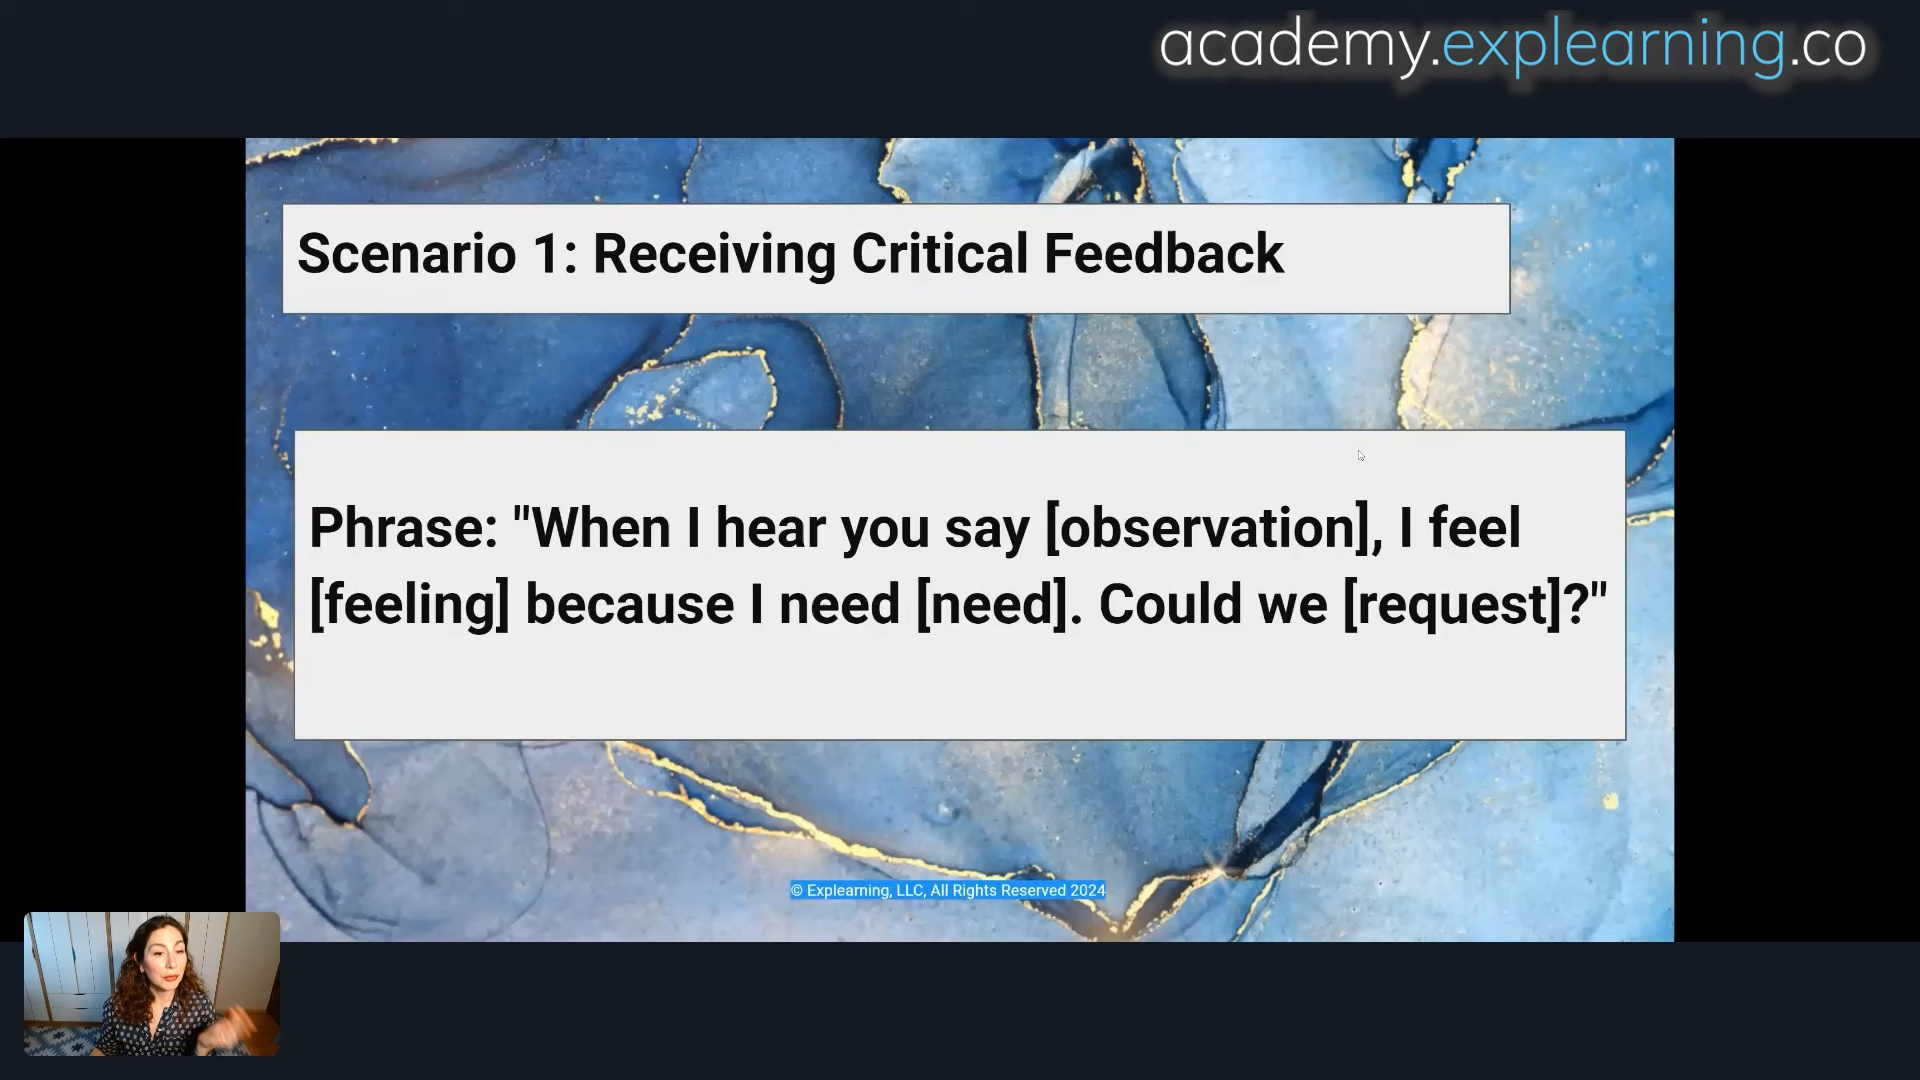 academy.explearning.co
Scenario 1: Receiving Critical Feedback
Phrase: "When I hear you say [observation], I feel
[feeling] because I need [need]. Could we [request]?"
© Explearning, LLC, All Rights Reserved 2024